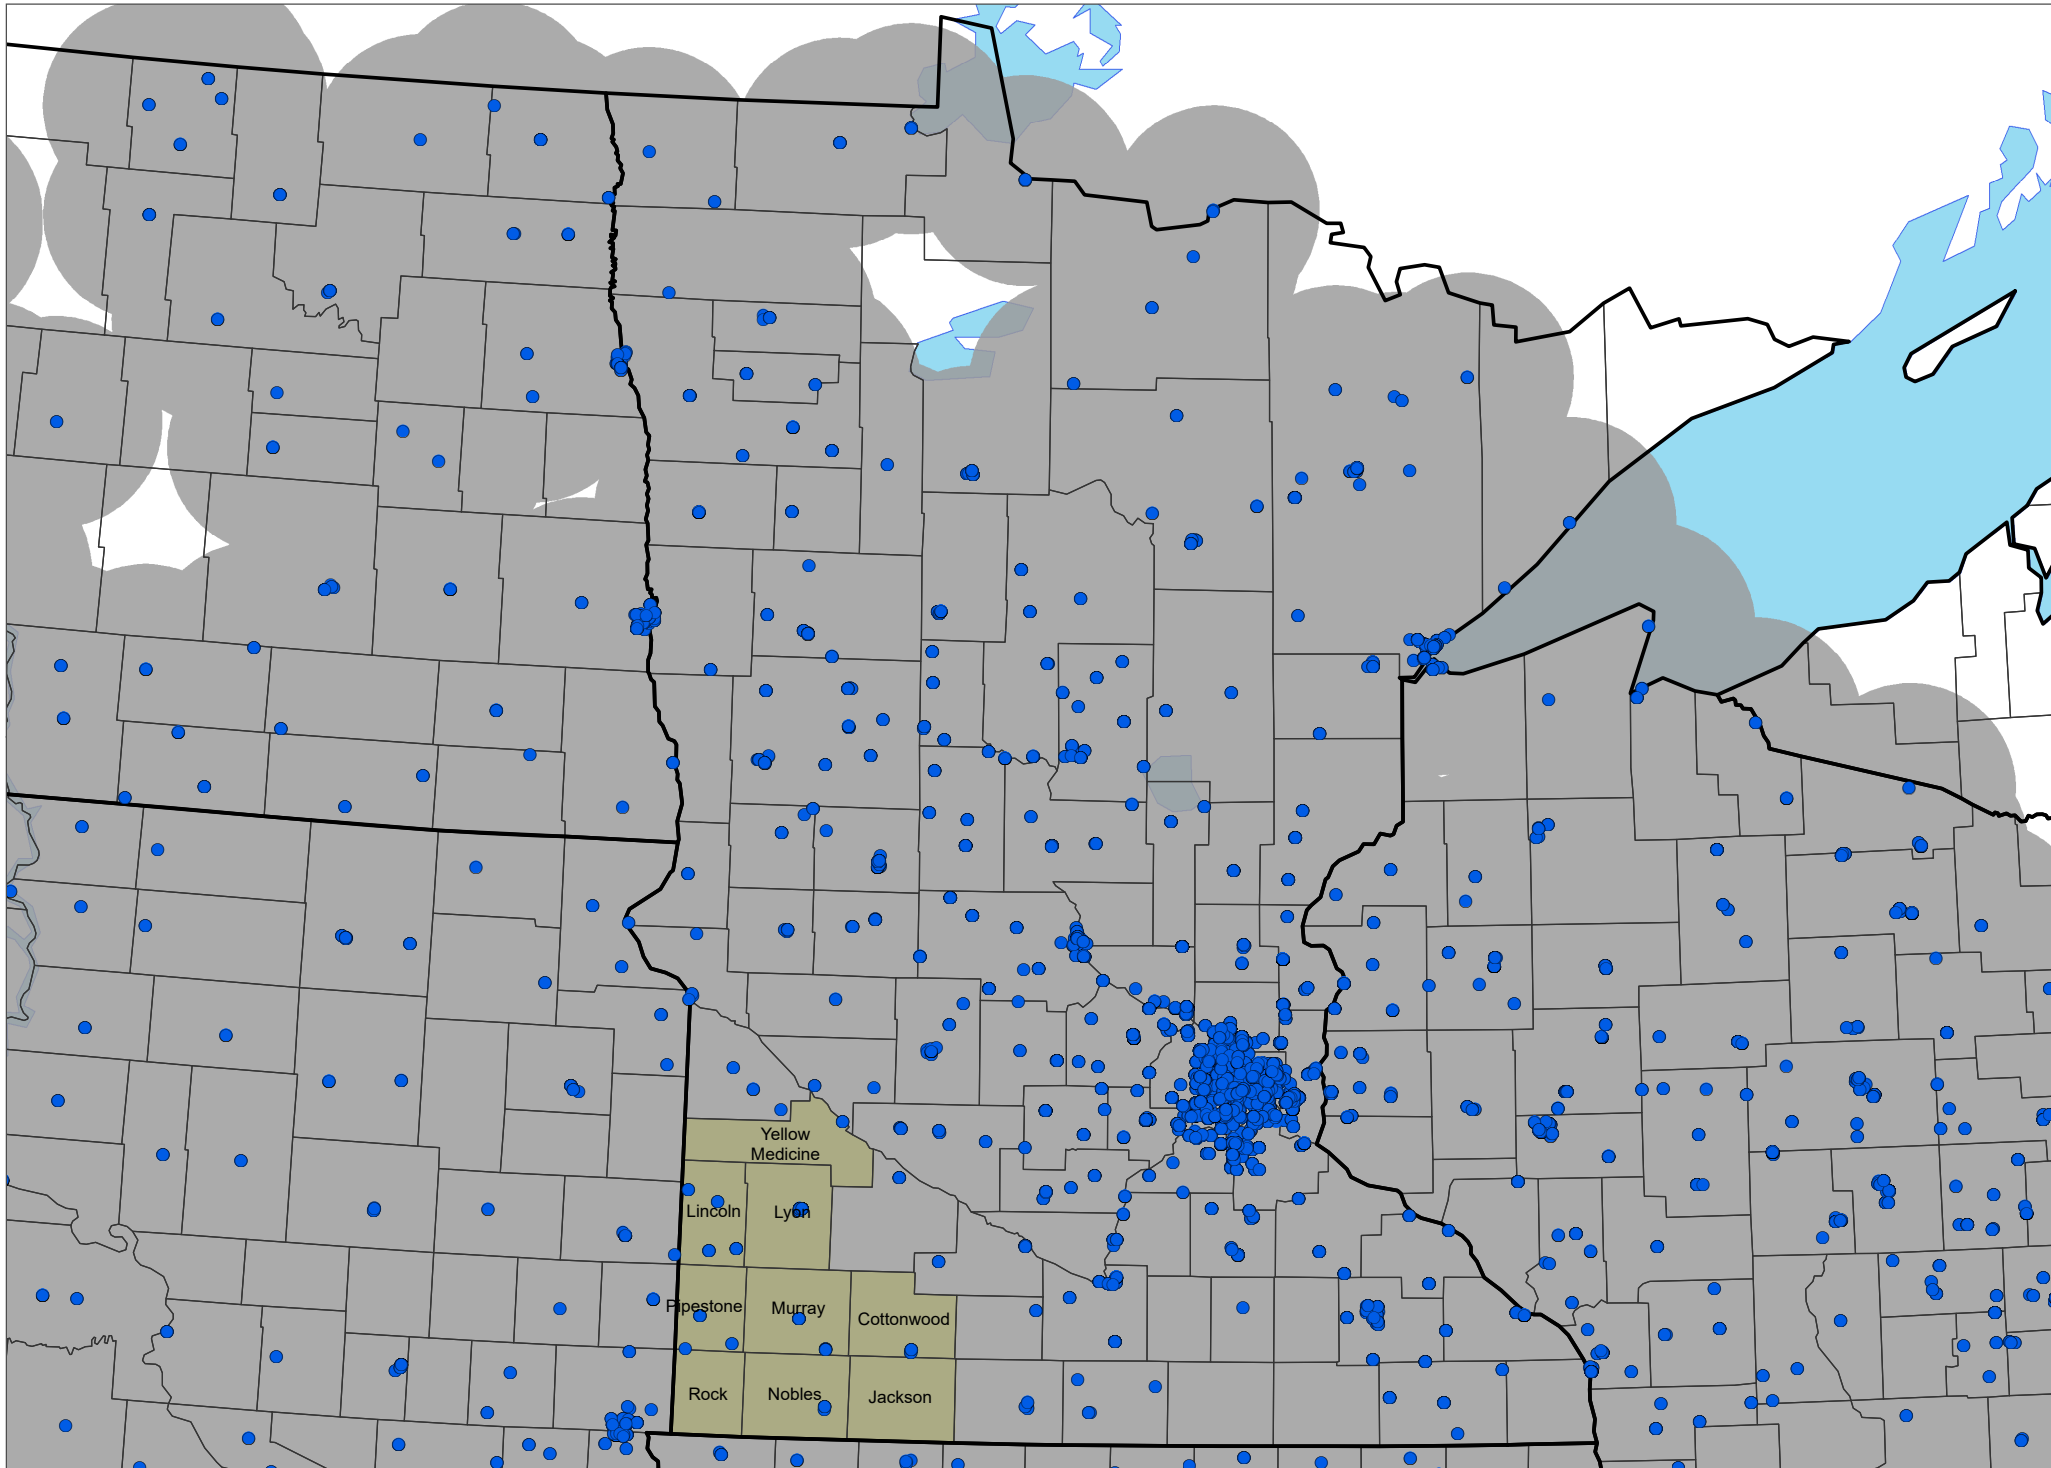 Yellow
Medicine
Lincoln
Lyon
Pipestone
Murray
Cottonwood
Rock
Nobles
Jackson